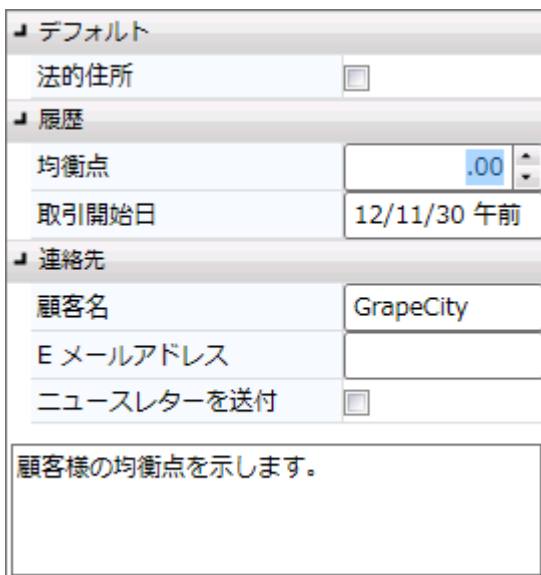 デフォルト
法的住所
履歴
均衡点 .00
取引開始日 12/11/30 午前
連絡先
顧客名 GrapeCity
E メールアドレス
ニュースレターを送付
顧客様の均衡点を示します。